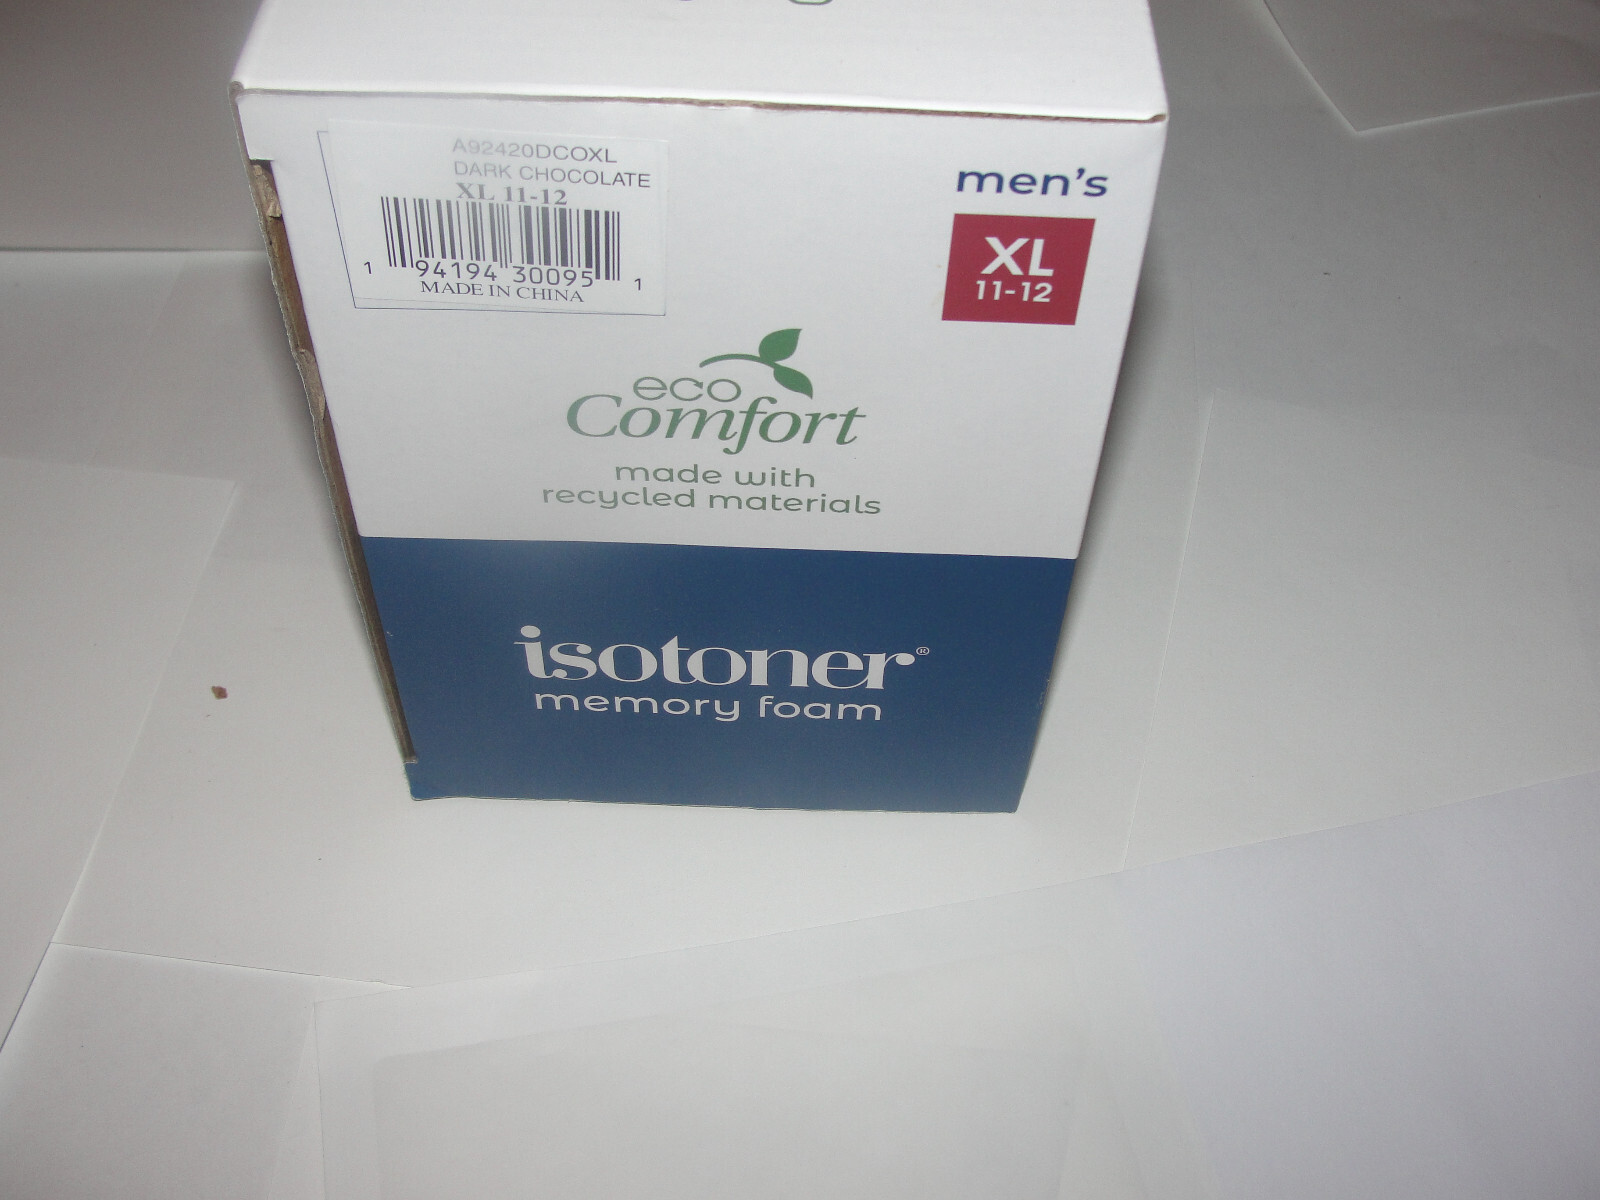 A92420DCOXL
DARK CHOCOLATE
XL 11-12
1 94194 30095 1
MADE IN CHINA
men's
XL
11-12
eco
Comfort
made with
recycled materials
isotoner®
memory foam